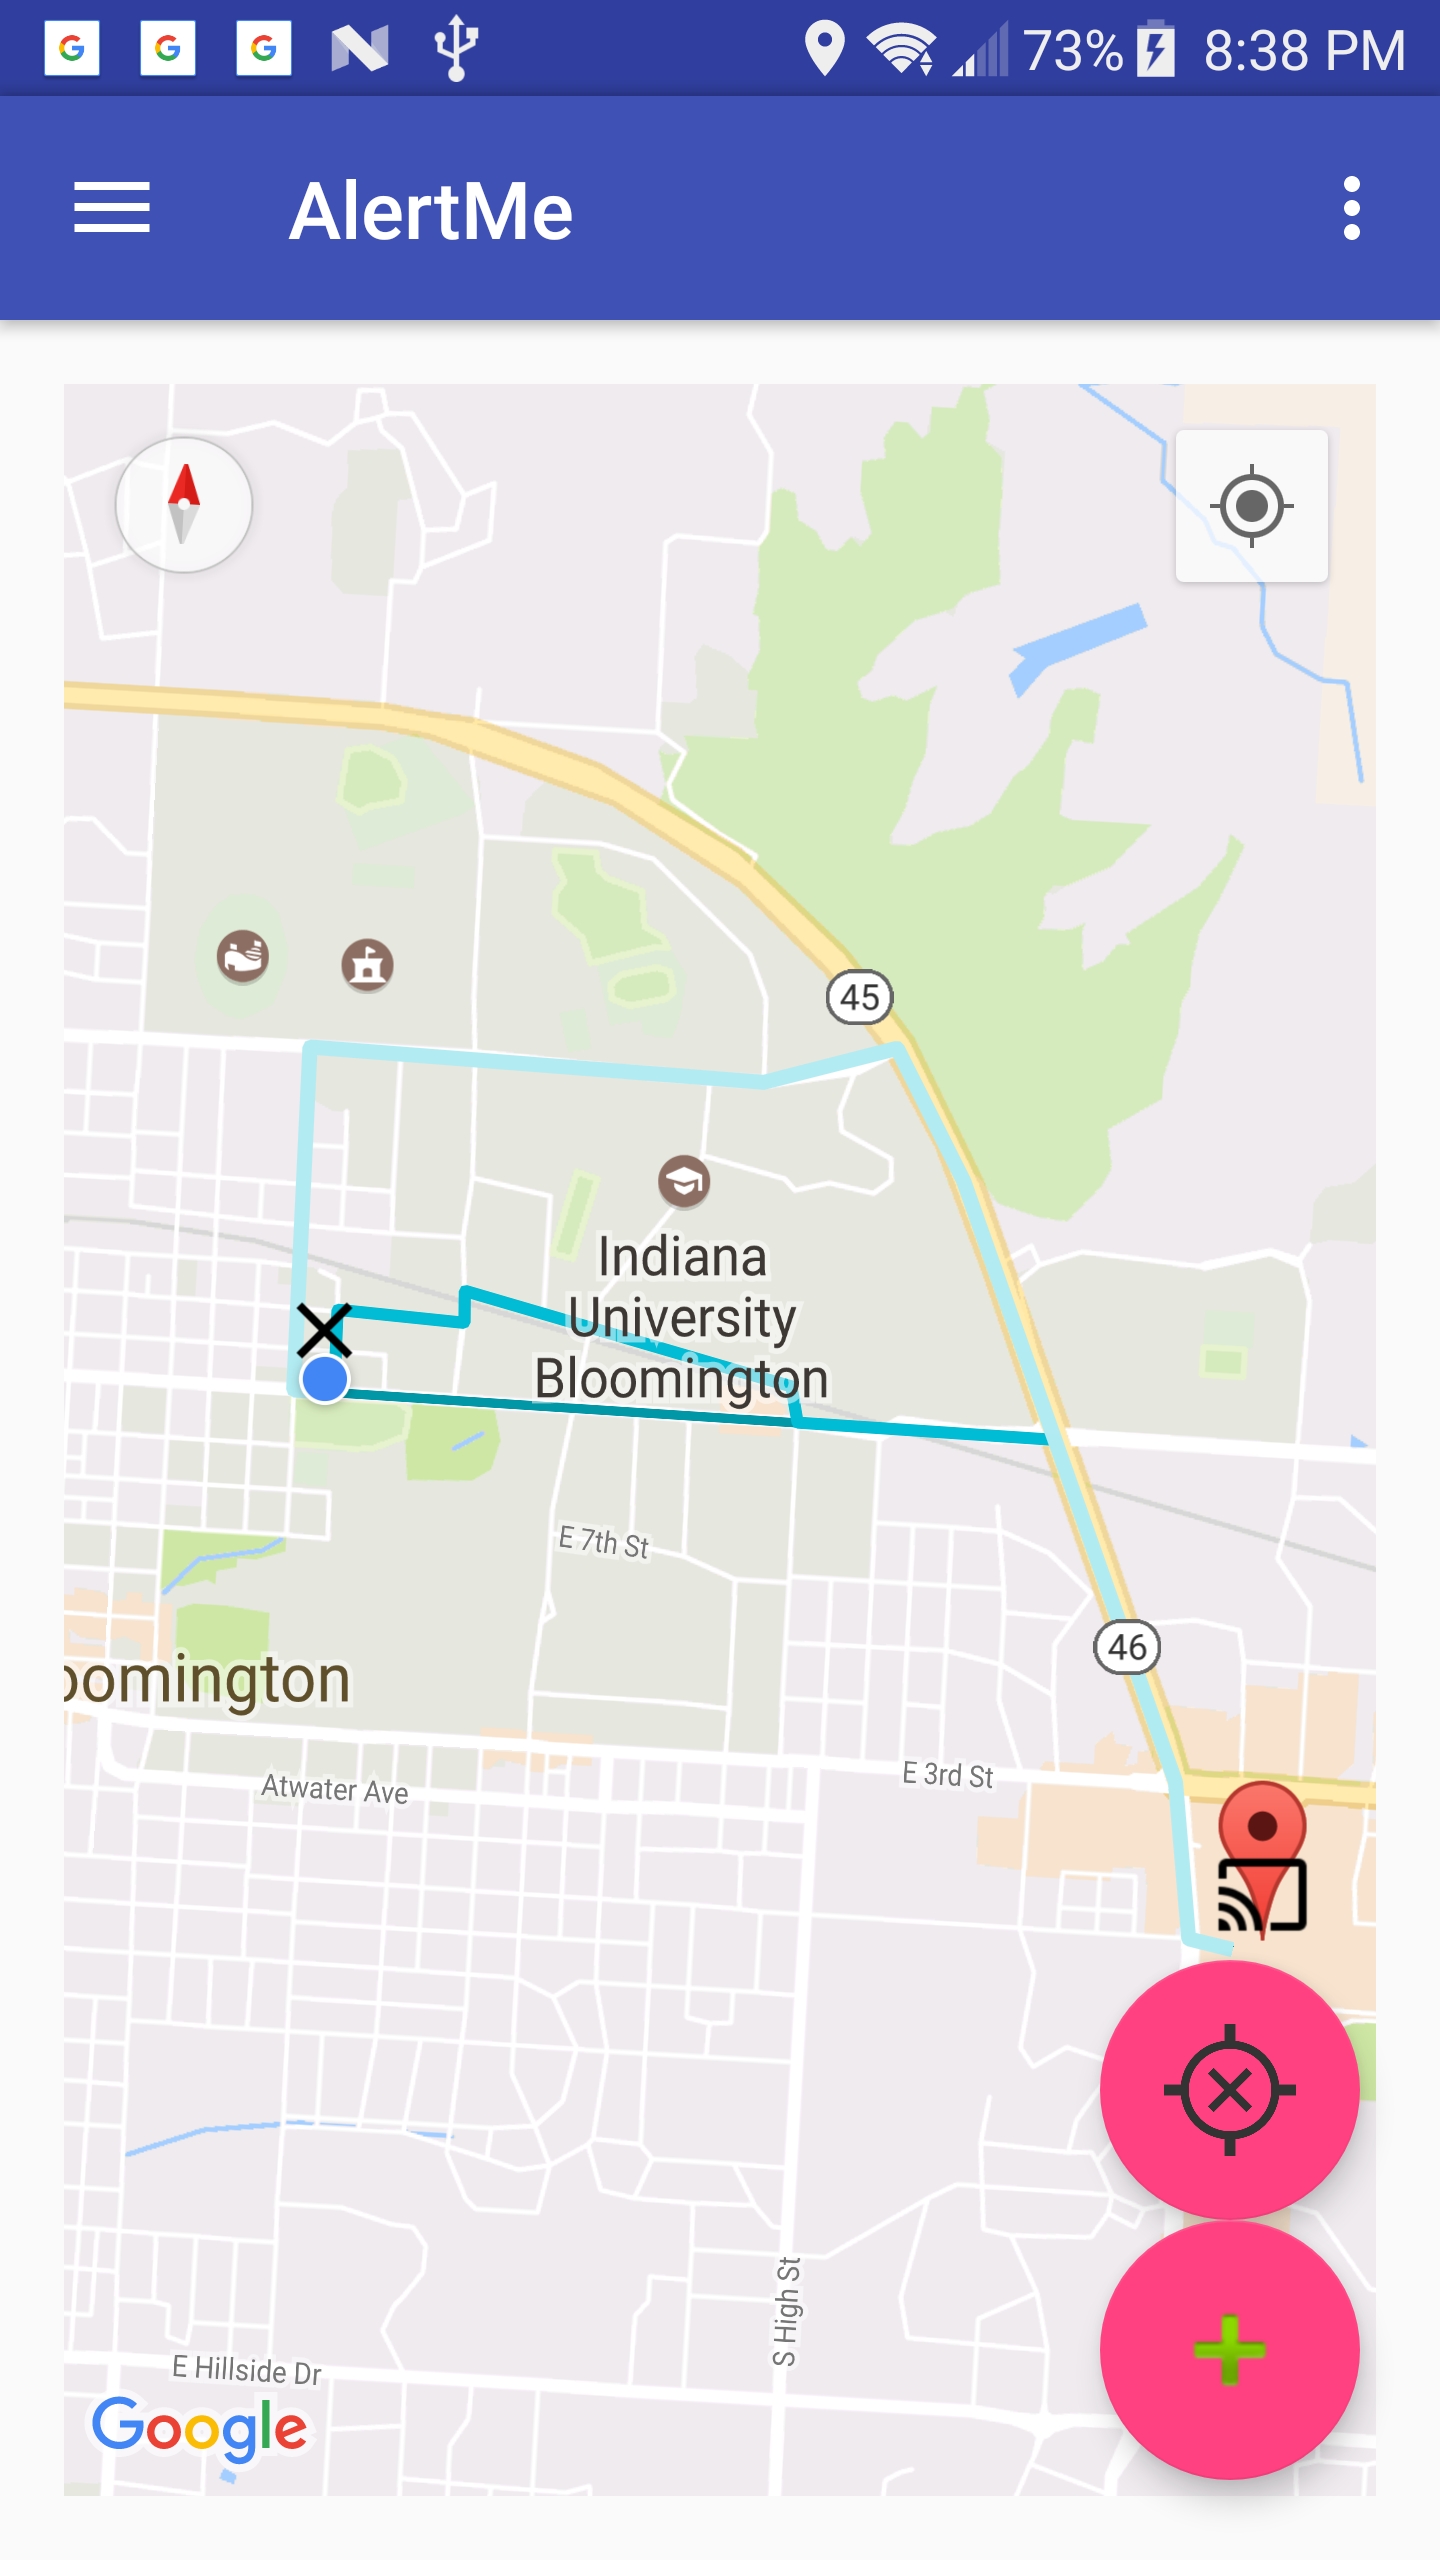 73% 8:38 PM
AlertMe
45
Indiana
University
Bloomington
E 7th St
46
oomington
E 3rd St
Atwater Ave
S High St
E Hillside Dr
Google